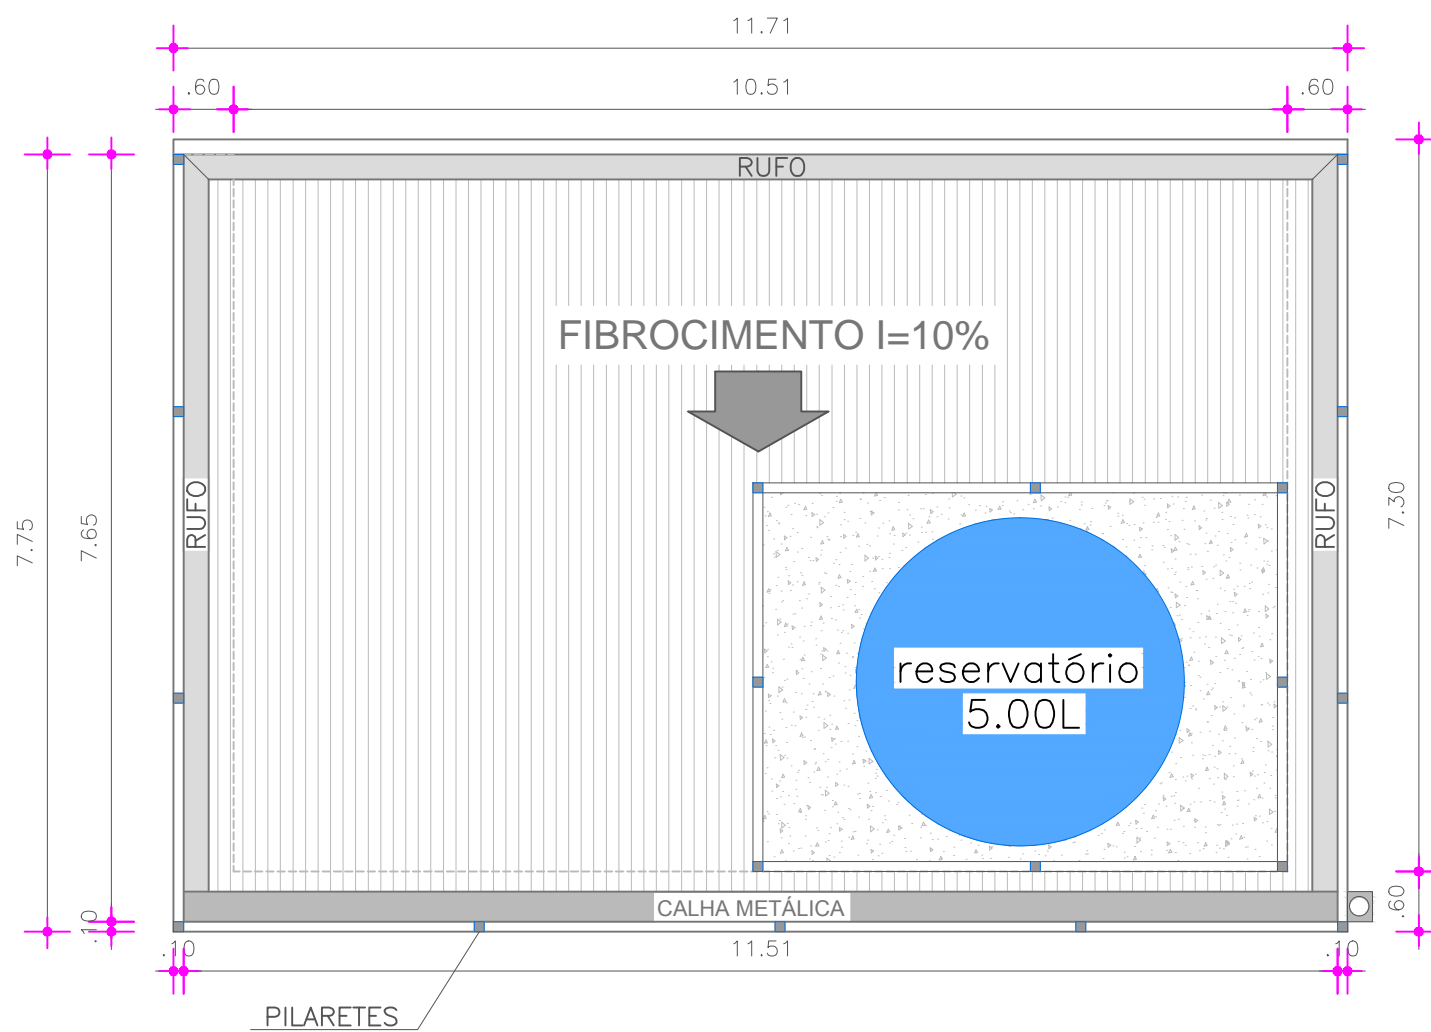 11.71
.60
10.51
.60
RUFO
FIBROCIMENTO I=10%
7.75
7.65
RUFO
RUFO
7.30
reservatório
5.00L
CALHA METÁLICA
.60
.10
.10
11.51
.10
PILARETES